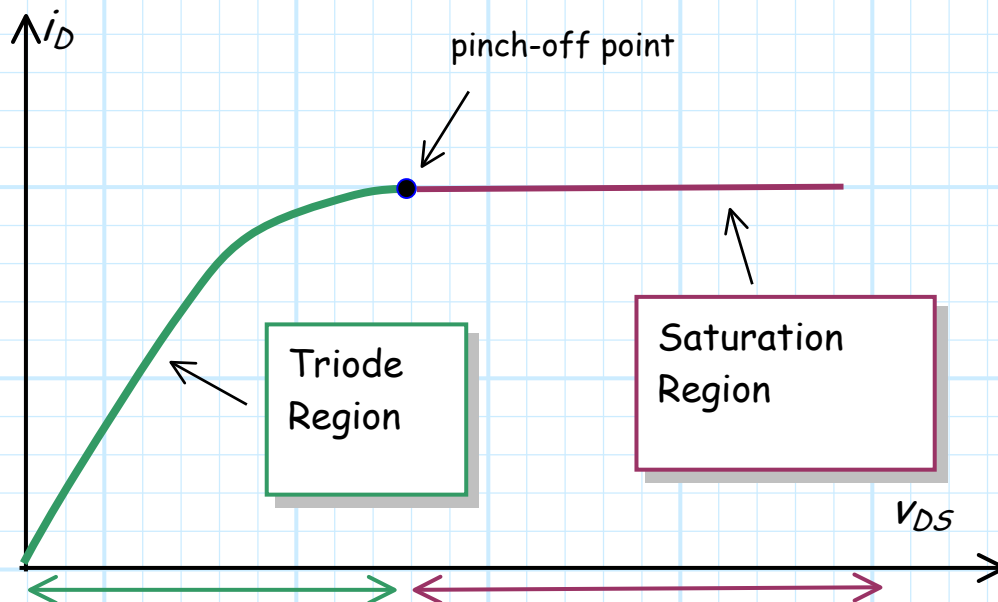 iD
pinch-off point
Triode
Region
Saturation
Region
vDS